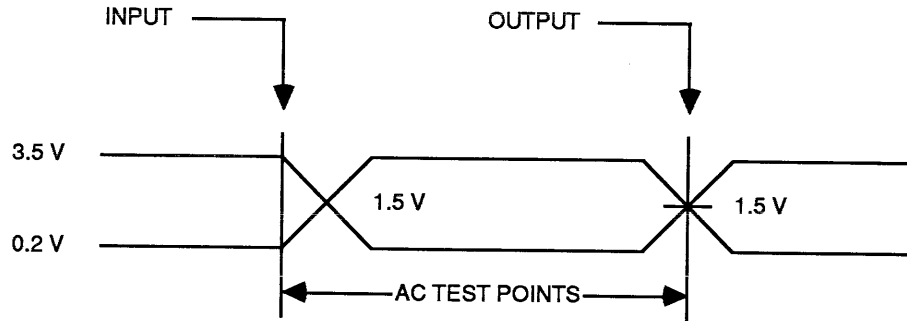 INPUT
OUTPUT
3.5 V
1.5 V
1.5 V
0.2 V
AC TEST POINTS